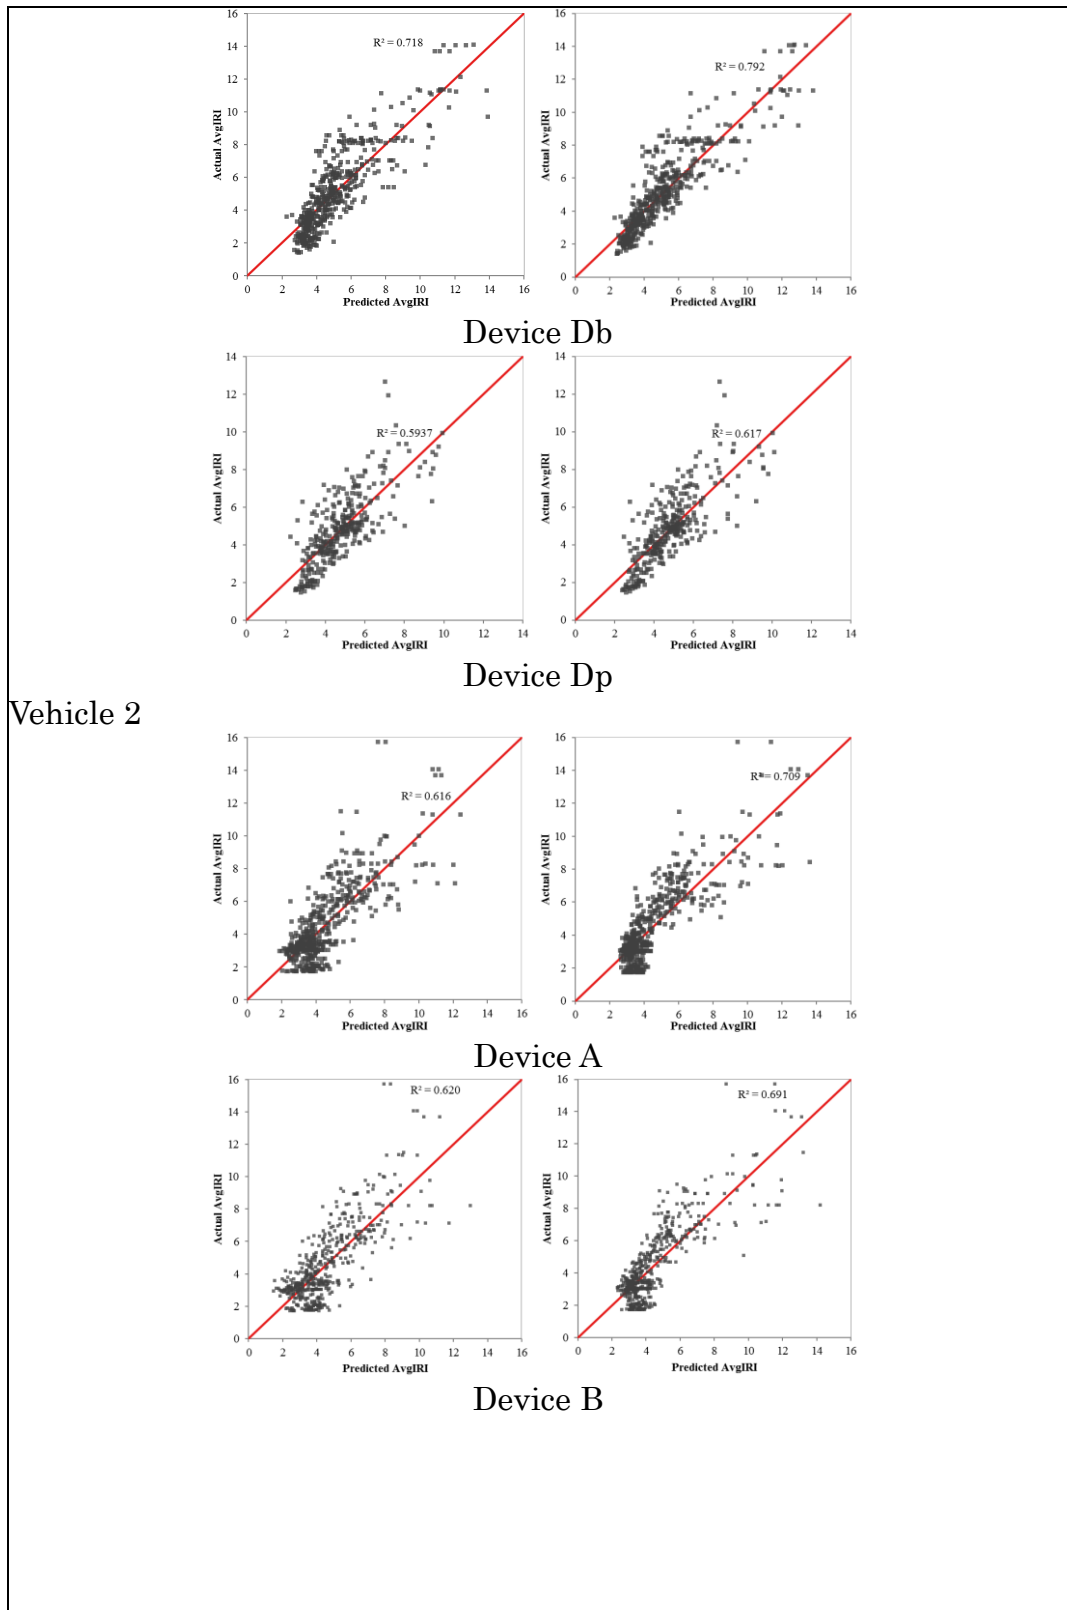 16
14
12
10
8
6
4
2
0
Actual AvgIRI
R² = 0.718
0 2 4 6 8 10 12 14 16
Predicted AvgIRI
16
14
12
10
8
6
4
2
0
Actual AvgIRI
R² = 0.792
0 2 4 6 8 10 12 14 16
Predicted AvgIRI
Device Db
14
12
10
8
6
4
2
0
Actual AvgIRI
R² = 0.5937
0 2 4 6 8 10 12 14
Predicted AvgIRI
14
12
10
8
6
4
2
0
Actual AvgIRI
R² = 0.617
0 2 4 6 8 10 12 14
Predicted AvgIRI
Device Dp
Vehicle 2
16
14
12
10
8
6
4
2
0
Actual AvgIRI
R² = 0.616
0 2 4 6 8 10 12 14 16
Predicted AvgIRI
16
14
12
10
8
6
4
2
0
Actual AvgIRI
R² = 0.709
0 2 4 6 8 10 12 14 16
Predicted AvgIRI
Device A
16
14
12
10
8
6
4
2
0
Actual AvgIRI
R² = 0.620
0 2 4 6 8 10 12 14 16
Predicted AvgIRI
16
14
12
10
8
6
4
2
0
Actual AvgIRI
R² = 0.691
0 2 4 6 8 10 12 14 16
Predicted AvgIRI
Device B